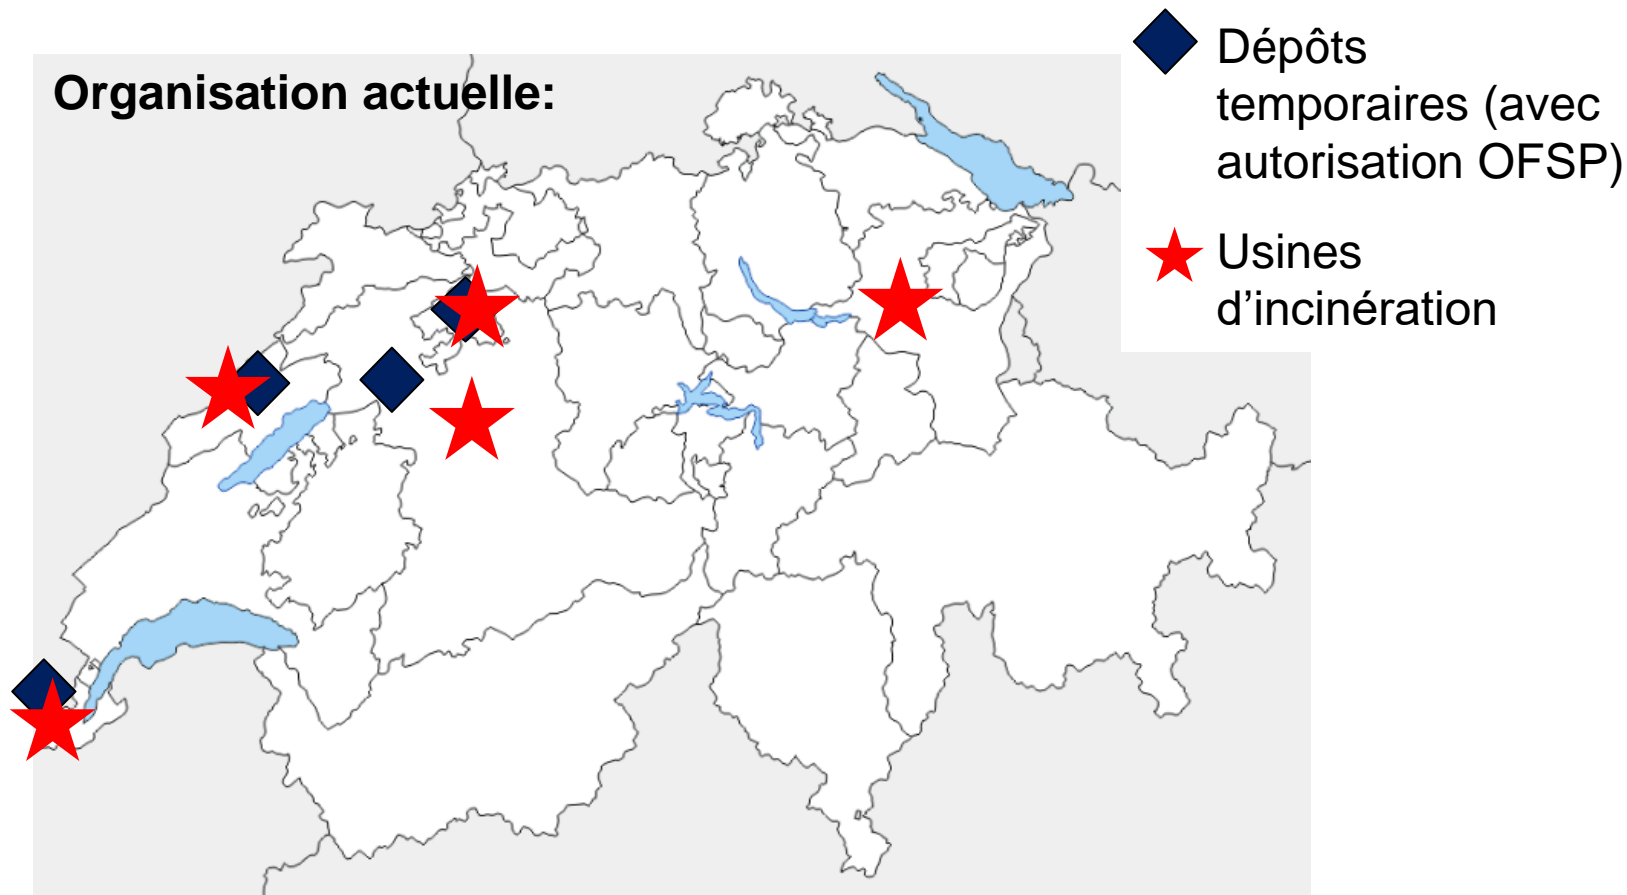 Organisation actuelle:
Dépôts
temporaires (avec
autorisation OFSP)
Usines
d’incinération